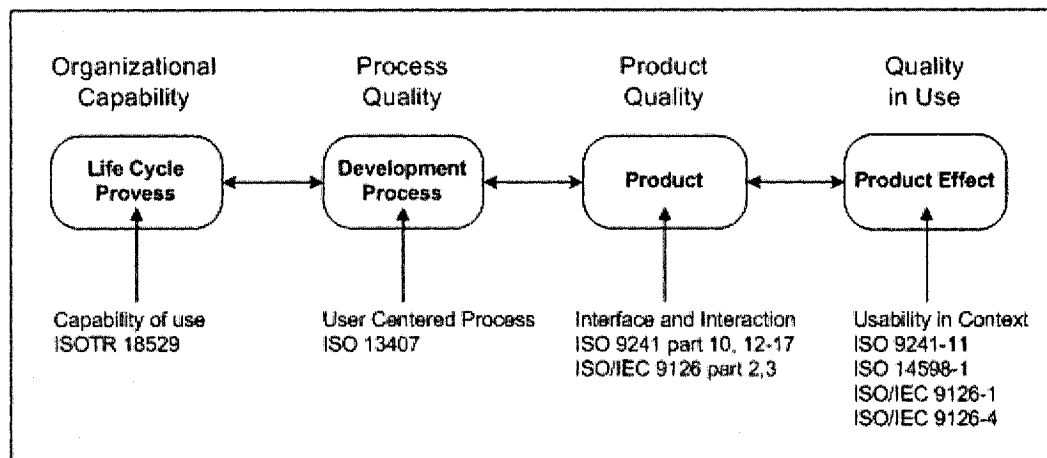 Organizational
Capability
Process
Quality
Product
Quality
Quality
in Use
Life Cycle
Provess
Development
Process
Product
Product Effect
Capability of use
ISOTR 18529
User Centered Process
ISO 13407
Interface and Interaction
ISO 9241 part 10, 12-17
ISO/IEC 9126 part 2,3
Usability in Context
ISO 9241-11
ISO 14598-1
ISO/IEC 9126-1
ISO/IEC 9126-4